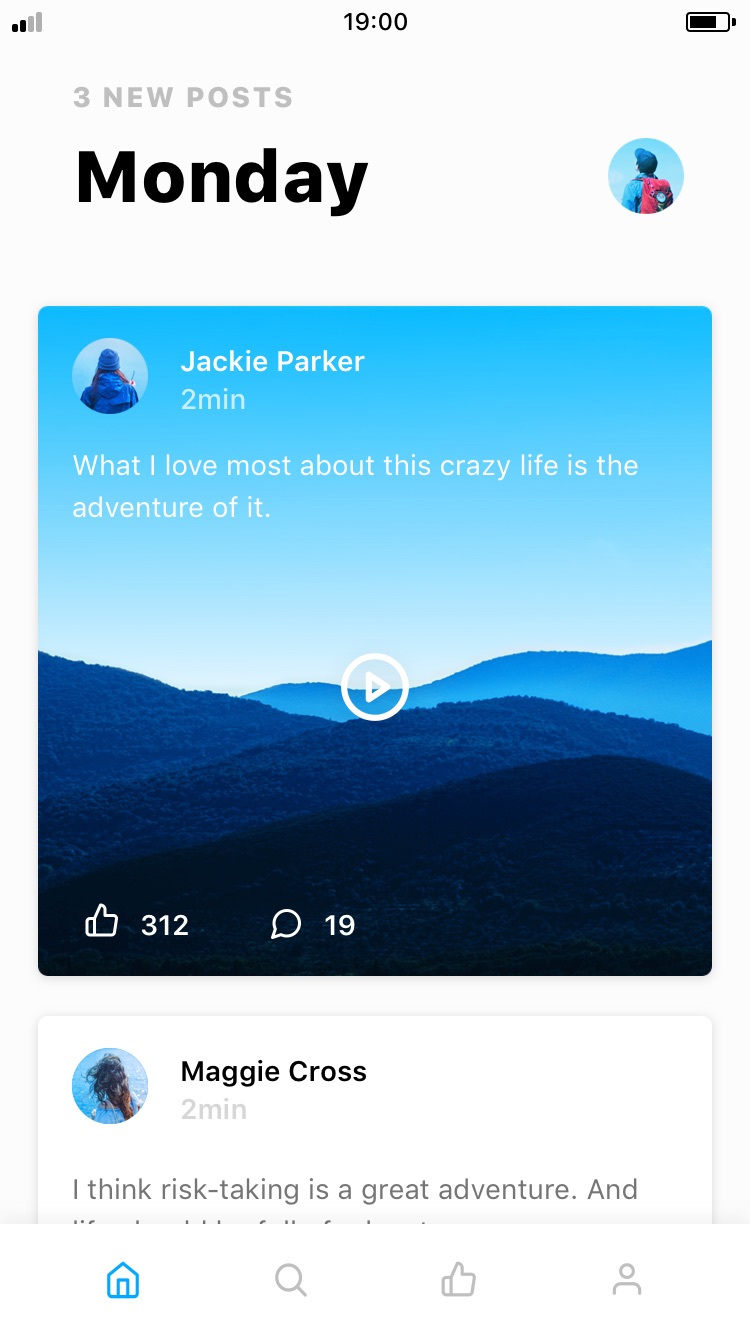 19:00
3 NEW POSTS
Monday
Jackie Parker
2min
What I love most about this crazy life is the
adventure of it.
312
19
Maggie Cross
2min
I think risk-taking is a great adventure. And